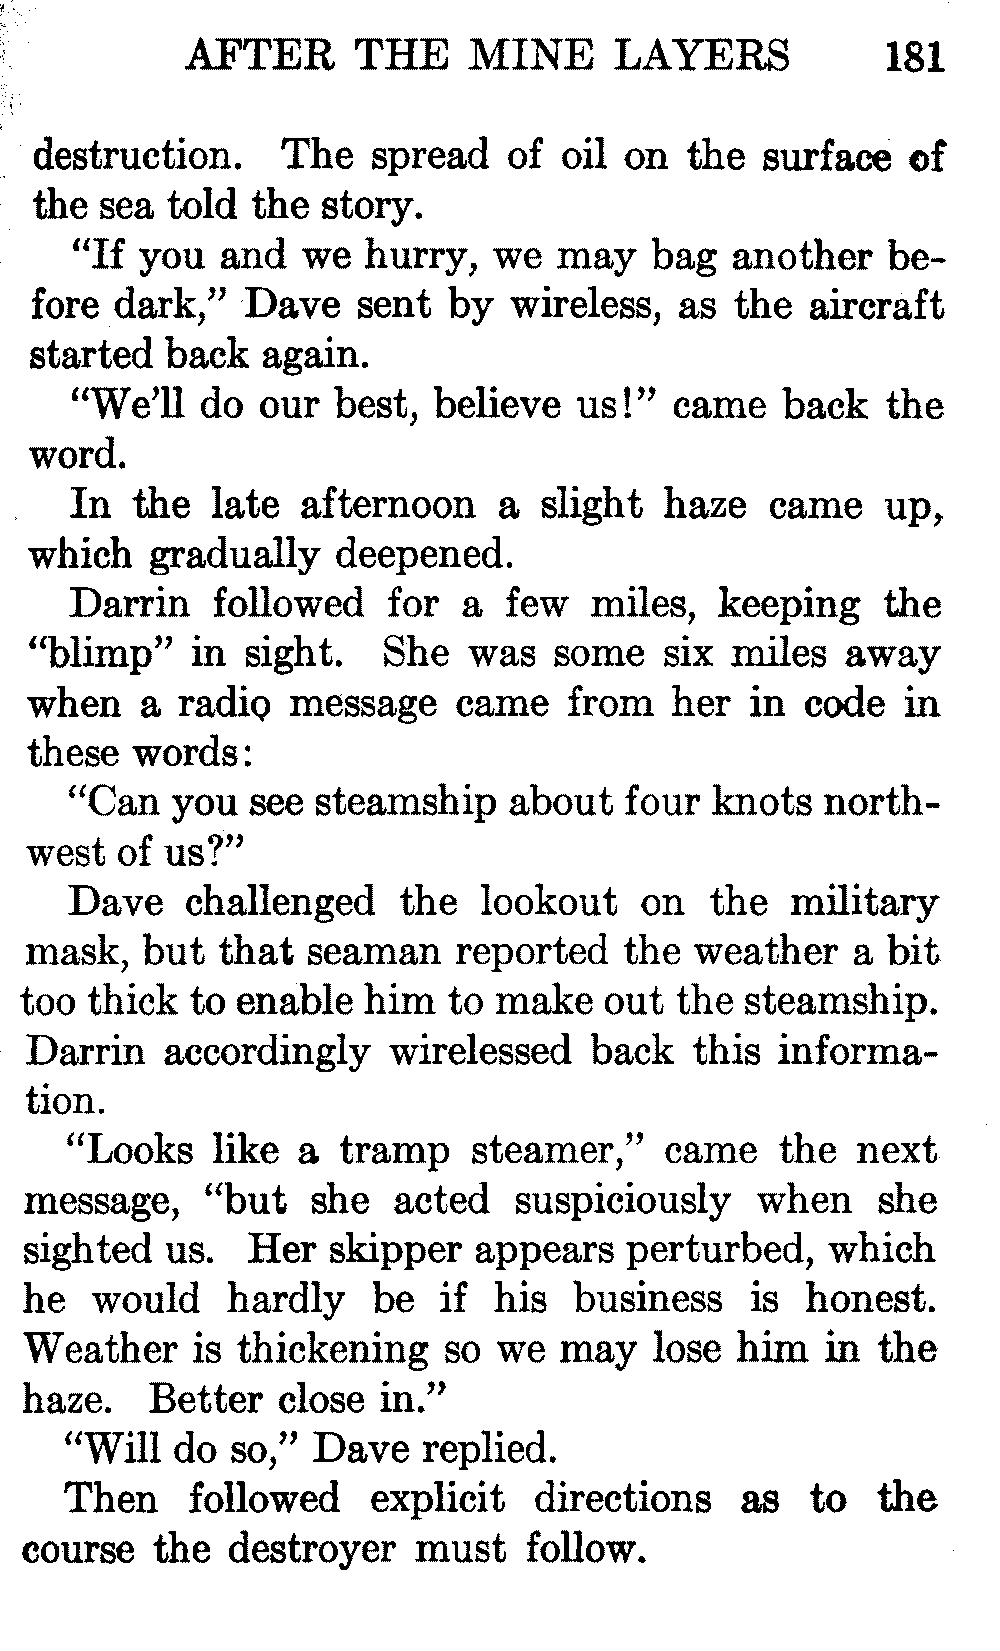 AFTER THE MINE LAYERS 181
destruction. The spread of oil on the surface of
the sea told the story.
“If you and we hurry, we may bag another be-
fore dark,” Dave sent by wireless, as the aircraft
started back again.
“We’ll do our best, believe us!” came back the
word.
In the late afternoon a slight haze came up,
which gradually deepened.
Darrin followed for a few miles, keeping the
“blimp” in sight. She was some six miles away
when a radio message came from her in code in
these words:
“Can you see steamship about four knots north-
west of us?”
Dave challenged the lookout on the military
mask, but that seaman reported the weather a bit
too thick to enable him to make out the steamship.
Darrin accordingly wirelessed back this informa-
tion.
“Looks like a tramp steamer,” came the next
message, “but she acted suspiciously when she
sighted us. Her skipper appears perturbed, which
he would hardly be if his business is honest.
Weather is thickening so we may lose him in the
haze. Better close in.”
“Will do so,” Dave replied.
Then followed explicit directions as to the
course the destroyer must follow.